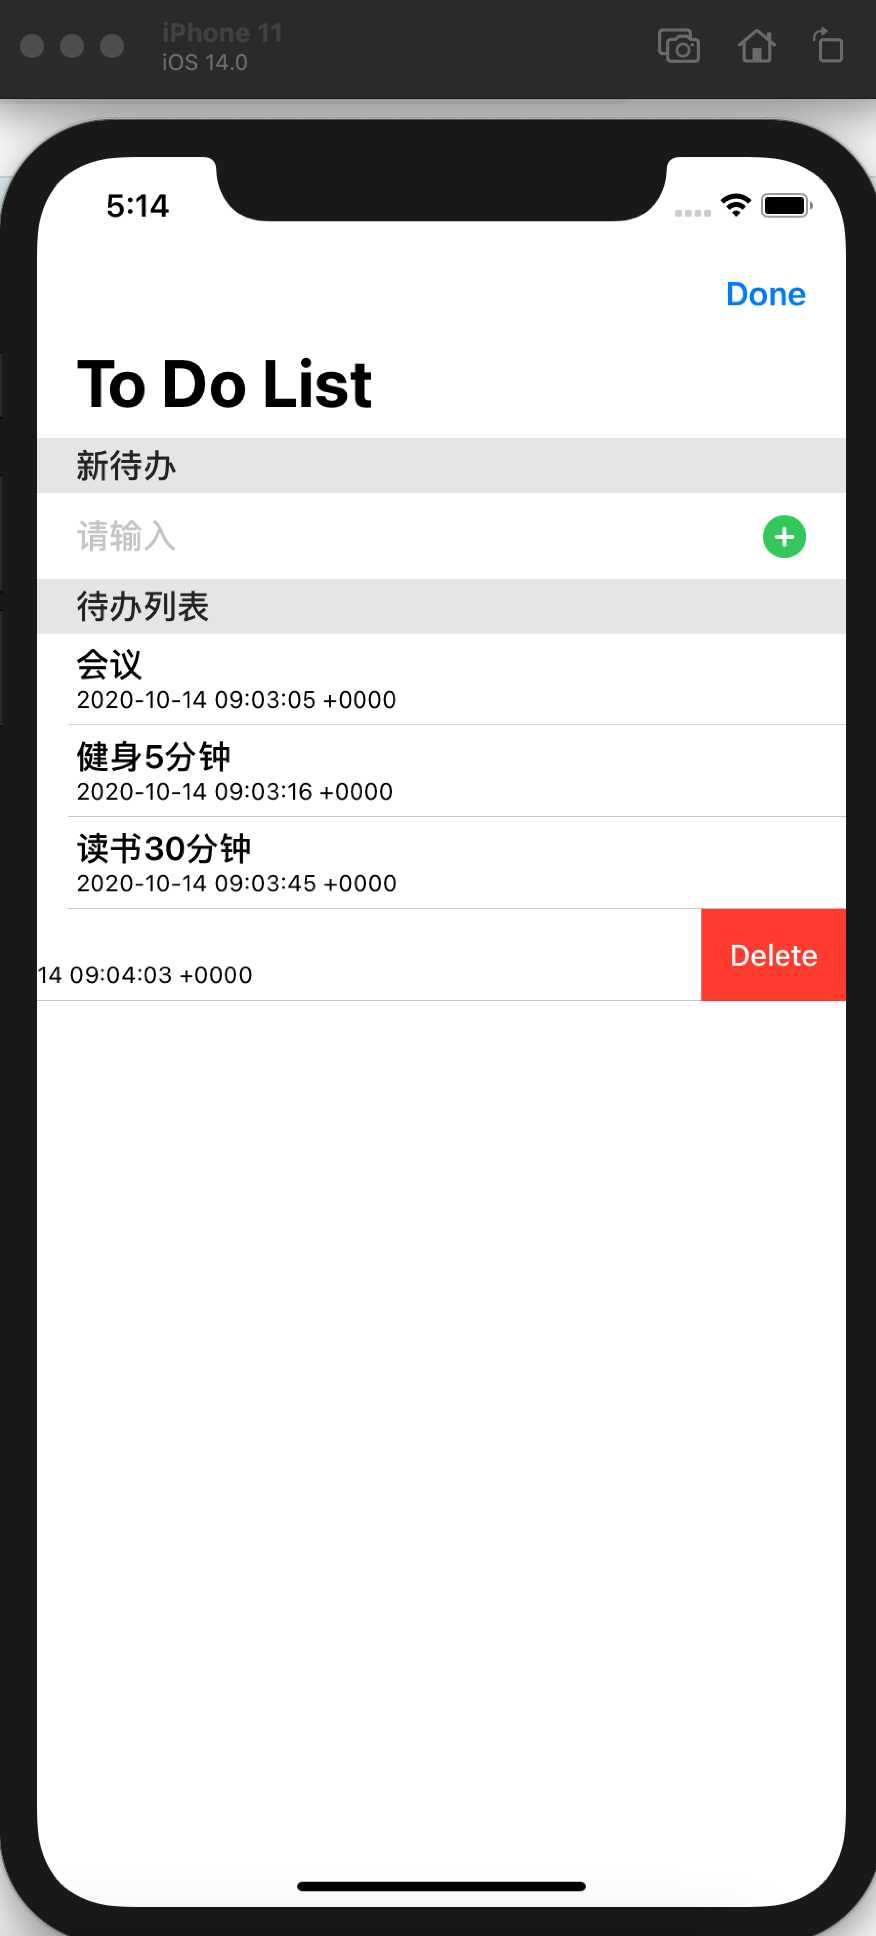 iPhone 11
iOS 14.0
5:14
Done
To Do List
新待办
请输入
待办列表
会议
2020-10-14 09:03:05 +0000
健身5分钟
2020-10-14 09:03:16 +0000
读书30分钟
2020-10-14 09:03:45 +0000
14 09:04:03 +0000
Delete